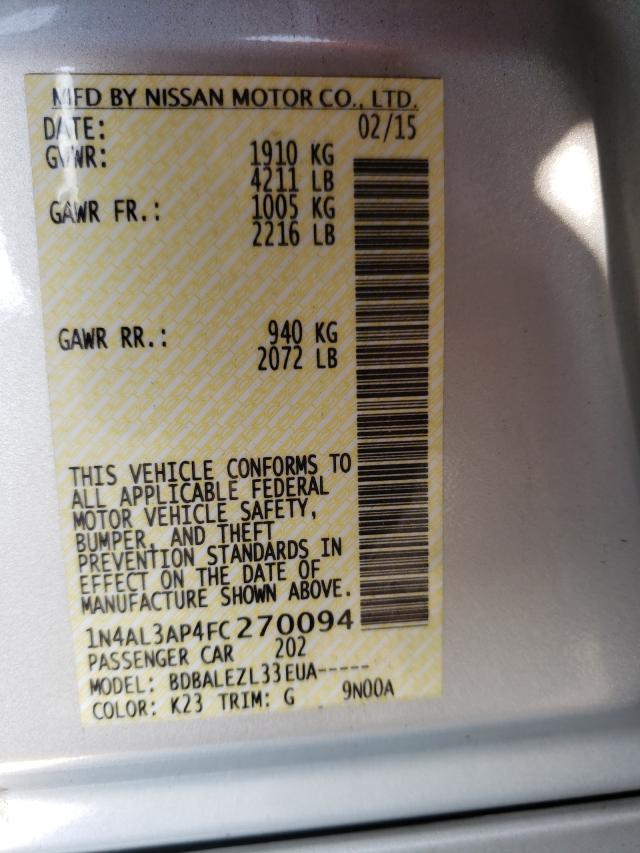 MFD BY NISSAN MOTOR CO., LTD.
DATE: 02/15
GVWR: 1910 KG
4211 LB
GAWR FR.: 1005 KG
2216 LB
GAWR RR.: 940 KG
2072 LB
THIS VEHICLE CONFORMS TO
ALL APPLICABLE FEDERAL
MOTOR VEHICLE SAFETY,
BUMPER, AND THEFT
PREVENTION STANDARDS IN
EFFECT ON THE DATE OF
MANUFACTURE SHOWN ABOVE.
1N4AL3AP4FC270094
PASSENGER CAR 202
MODEL: BDBALEZL33EUA-----
COLOR: K23 TRIM: G 9N00A